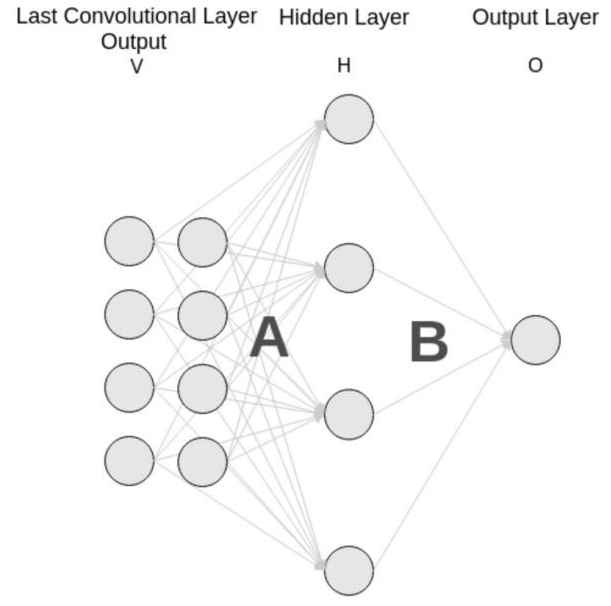 Last Convolutional Layer
Output
V
Hidden Layer
H
Output Layer
O
A
B